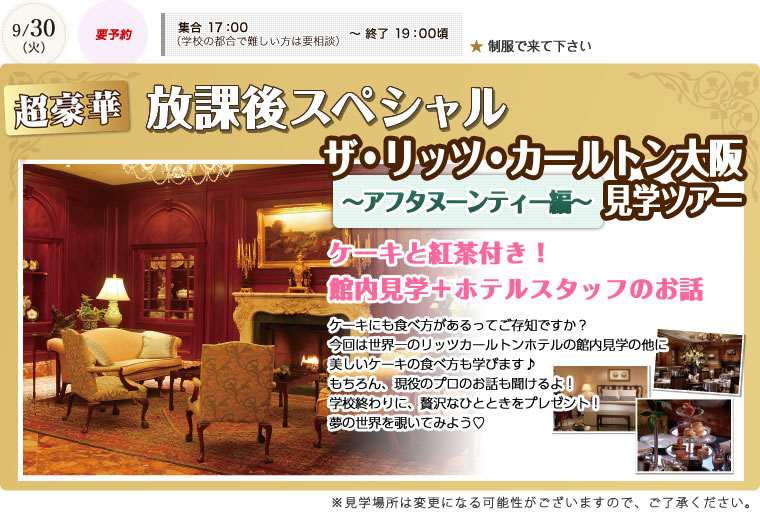 9/30
(火)
要予約
集合 17:00
(学校の都合で難しい方は要相談)
～ 終了 19:00頃
★ 制服で来て下さい
超豪華
放課後スペシャル
ザ・リッツ・カールトン大阪
～アフタヌーンティー編～
見学ツアー
ケーキと紅茶付き！
館内見学＋ホテルスタッフのお話
ケーキにも食べ方があるってご存知ですか？
今回は世界一のリッツカールトンホテルの館内見学の他に
美しいケーキの食べ方も学びます♪
もちろん、現役のプロのお話も聞けるよ！
学校終わりに、贅沢なひとときをプレゼント！
夢の世界を覗いてみよう♡
※見学場所は変更になる可能性がございますので、ご了承ください。